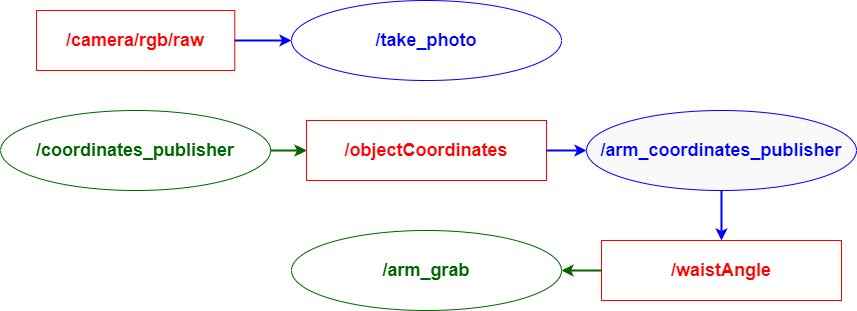 /camera/rgb/raw
/take_photo
/coordinates_publisher
/objectCoordinates
/arm_coordinates_publisher
/arm_grab
/waistAngle